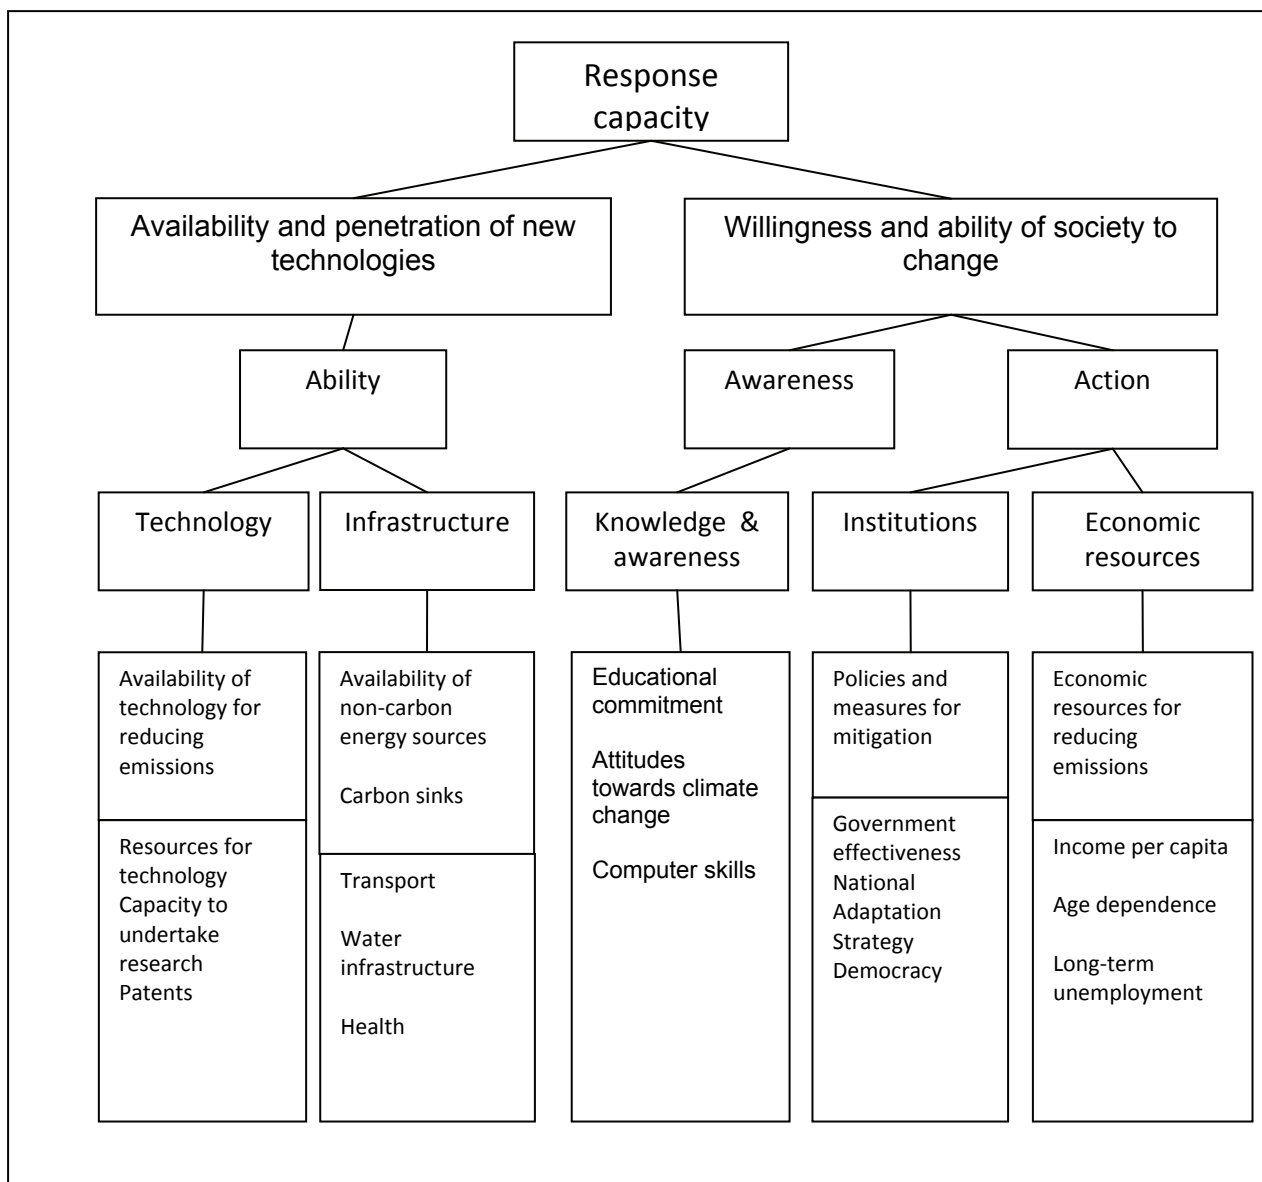 Response
capacity
Availability and penetration of new
technologies
Willingness and ability of society to
change
Ability
Awareness
Action
Technology
Infrastructure
Knowledge & 
awareness
Institutions
Economic
resources
Availability of
technology for
reducing
emissions
Resources for
technology
Capacity to
undertake
research
Patents
Availability of
non-carbon
energy sources
Carbon sinks
Transport
Water
infrastructure
Health
Educational
commitment
Attitudes
towards climate
change
Computer skills
Policies and
measures for
mitigation
Government
effectiveness
National
Adaptation
Strategy
Democracy
Economic
resources for
reducing
emissions
Income per capita
Age dependence
Long-term
unemployment